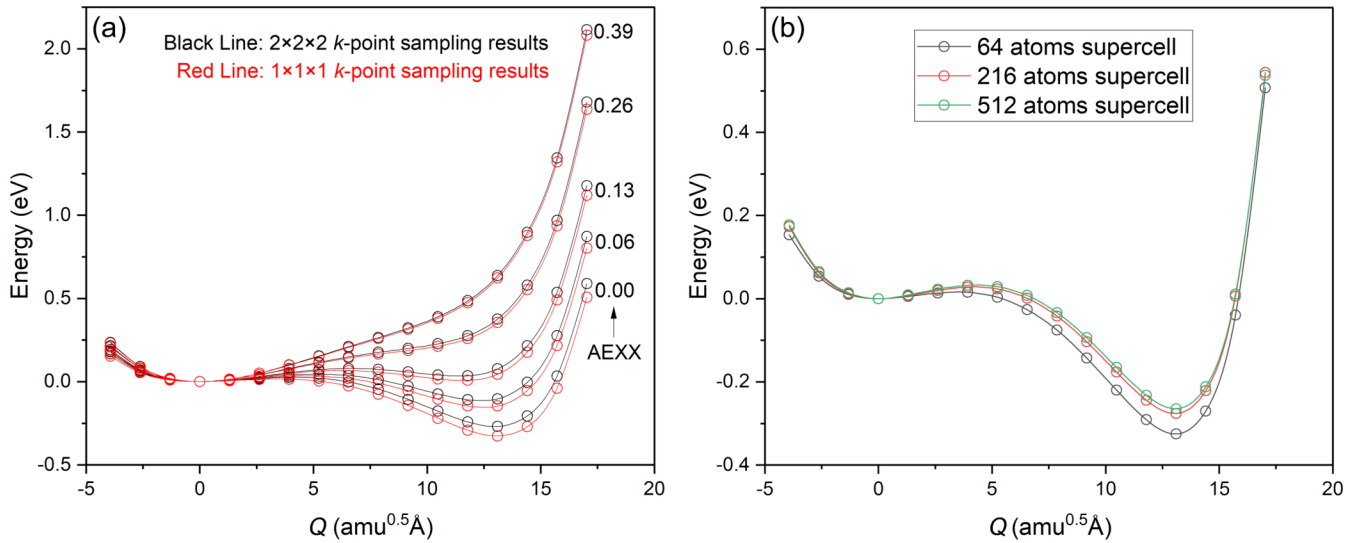 (a)
Black Line: 2×2×2 k-point sampling results
Red Line: 1×1×1 k-point sampling results
0.39
0.26
0.13
0.06
0.00
AEXX
2.0
1.5
1.0
0.5
0.0
-0.5
Energy (eV)
-5 0 5 10 15 20
Q (amu^0.5Å)
(b)
64 atoms supercell
216 atoms supercell
512 atoms supercell
0.6
0.4
0.2
0.0
-0.2
-0.4
Energy (eV)
-5 0 5 10 15 20
Q (amu^0.5Å)